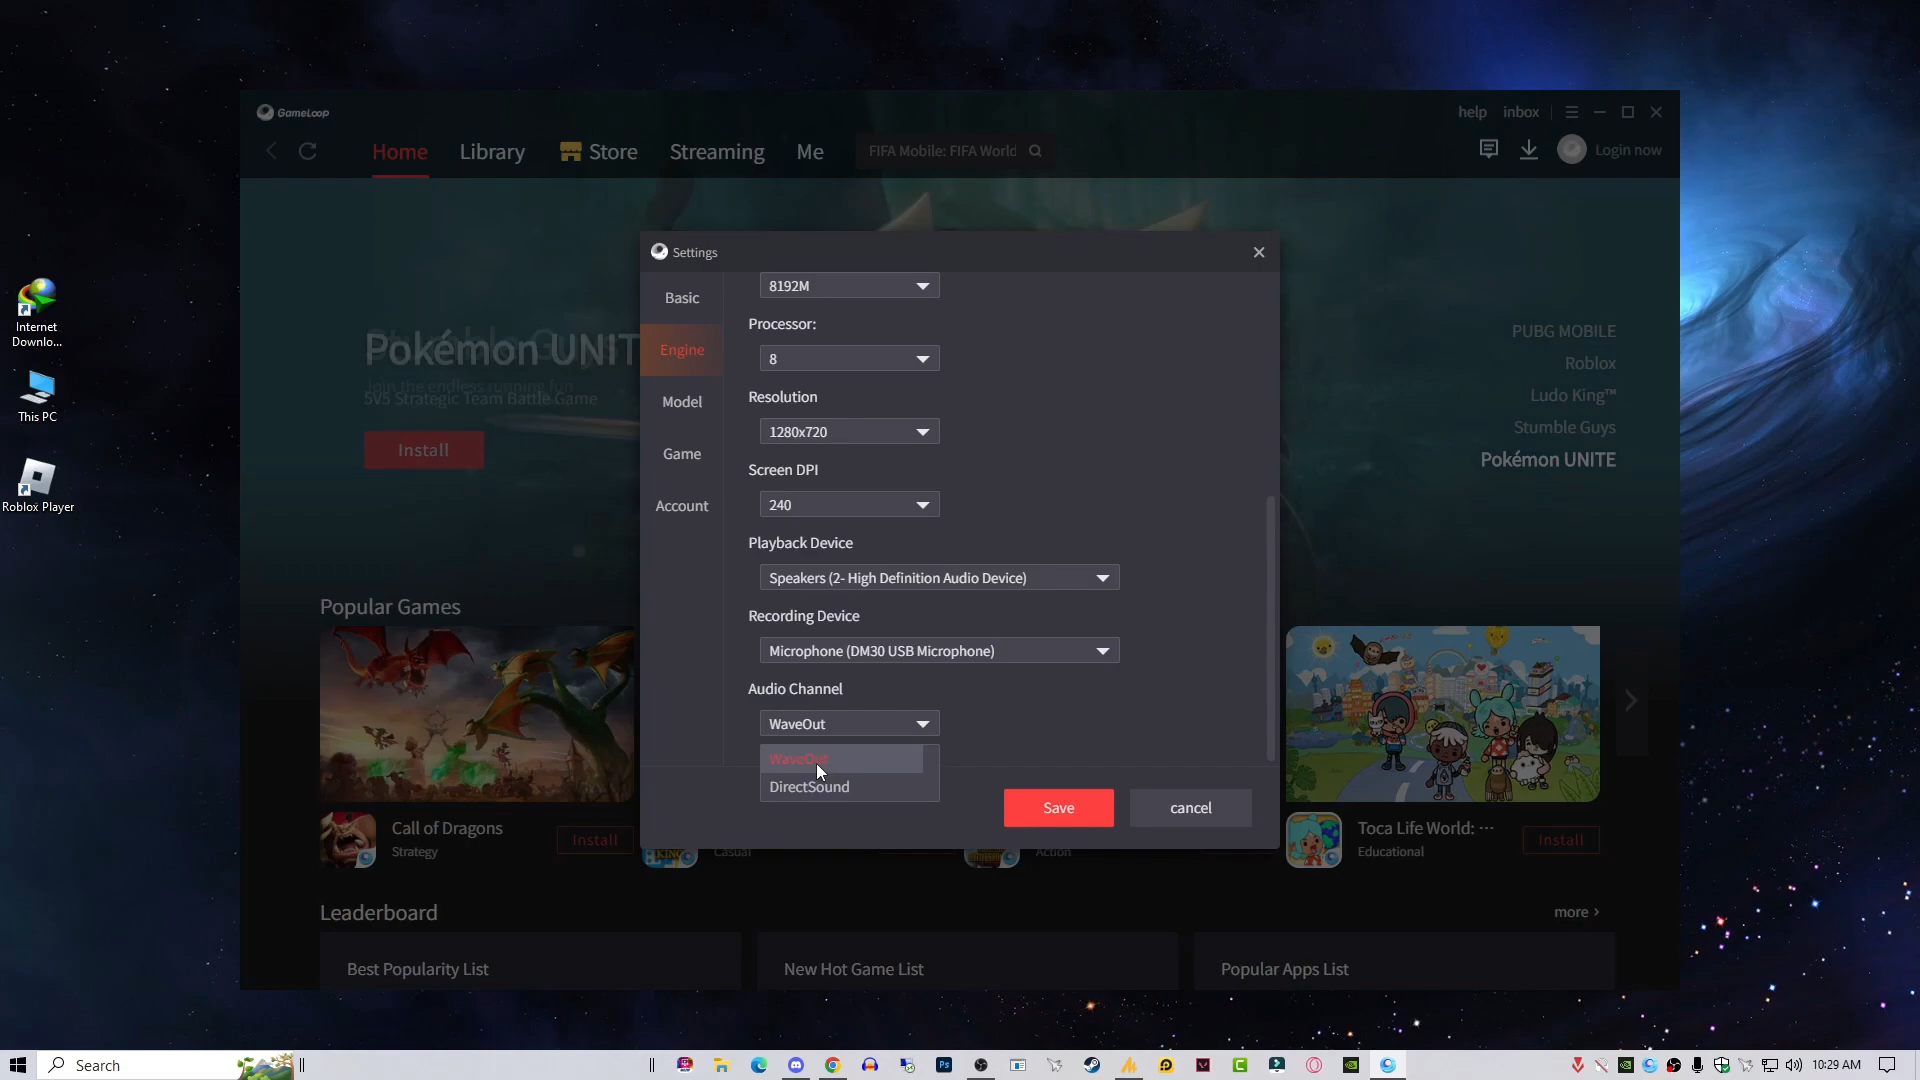 GameLoop
help inbox
Home Library Store Streaming Me FIFA Mobile: FIFA World Login now
Settings
Basic
Engine
Model
Game
Account
8192M
Processor:
8
Resolution
1280x720
Screen DPI
240
Playback Device
Speakers (2- High Definition Audio Device)
Recording Device
Microphone (DM30 USB Microphone)
Audio Channel
WaveOut
WaveOut
DirectSound
Save cancel
Pokémon UNIT
Join the endless running fun
5V5 Strategic Team Battle Game
Install
PUBG MOBILE
Roblox
Ludo King™
Stumble Guys
Pokémon UNITE
Internet
Downlo...
This PC
Roblox Player
Popular Games
Call of Dragons
Strategy
Install
Casual
Action
Toca Life World: ···
Educational
Install
Leaderboard
more ›
Best Popularity List
New Hot Game List
Popular Apps List
Search
10:29 AM